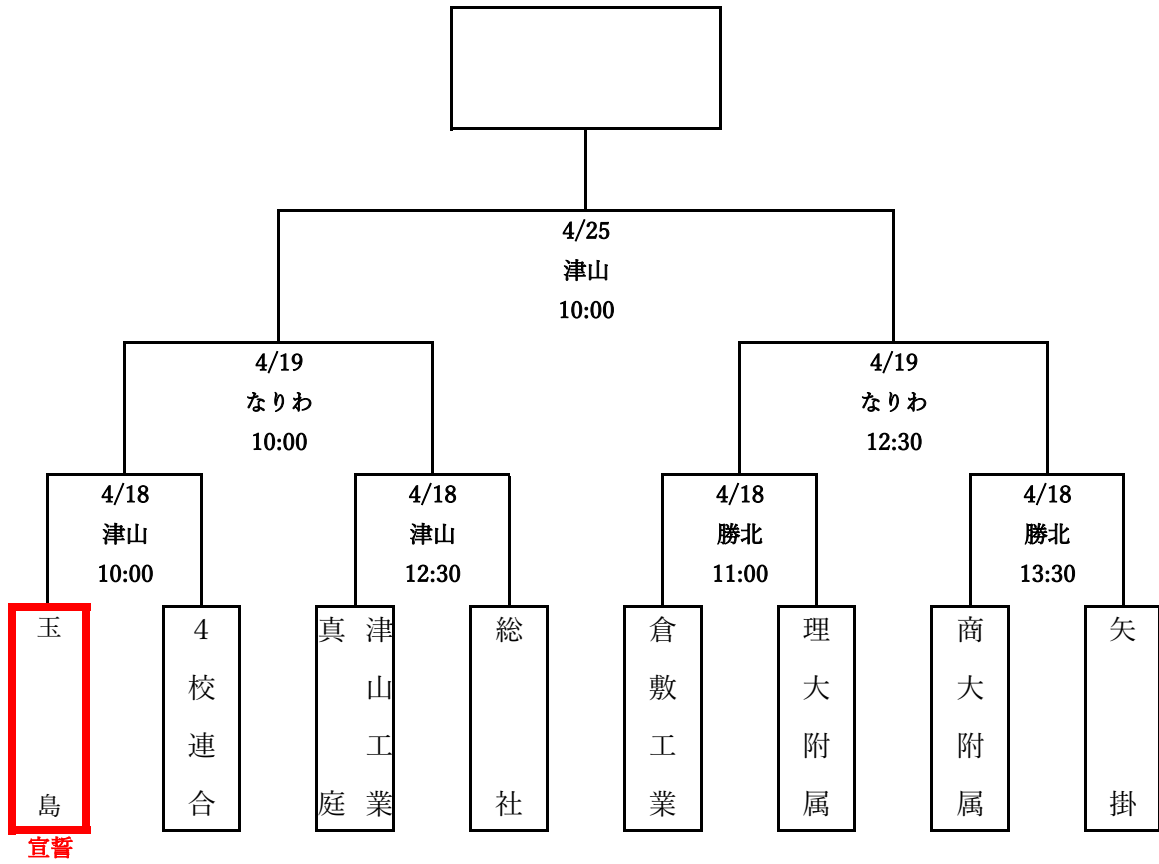 4/25
津山
10:00
4/19
なりわ
10:00
4/19
なりわ
12:30
4/18
津山
10:00
4/18
津山
12:30
4/18
勝北
11:00
4/18
勝北
13:30
玉島
４校連合
津山工業
真庭
総社
倉敷工業
理大附属
商大附属
矢掛
宣誓